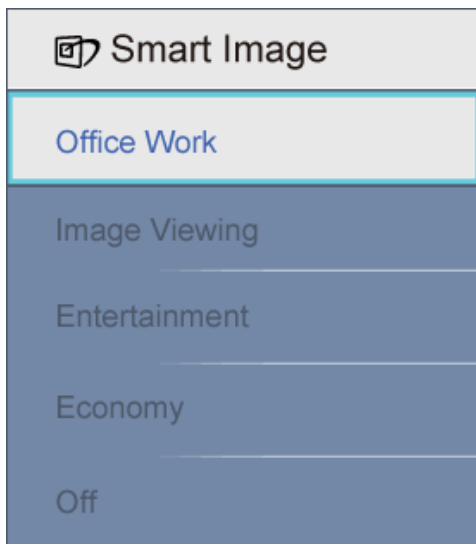 Smart Image
Office Work
Image Viewing
Entertainment
Economy
Off